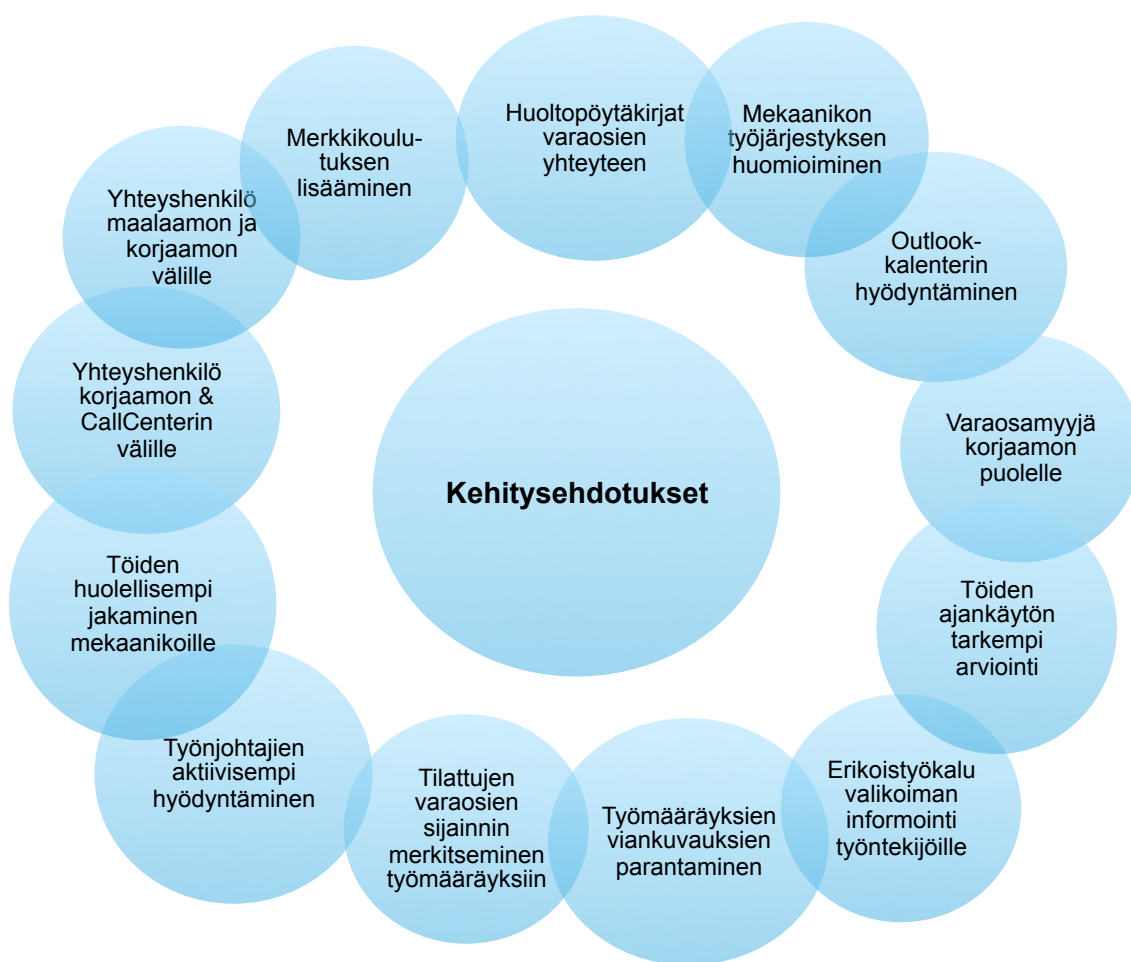 Huoltopöytäkirjat
varaosien
yhteyteen
Mekaanikon
työjärjestyksen
huomioiminen
Outlook-
kalenterin
hyödyntäminen
Varaosamyyjä
korjaamon
puolelle
Töiden
ajankäytön
tarkempi
arviointi
Erikoistyökalu
valikoiman
informointi
työntekijöille
Työmääräyksien
viankuvauksien
parantaminen
Tilattujen
varaosien
sijainnin
merkitseminen
työmääräyksiin
Työnjohtajien
aktiivisempi
hyödyntäminen
Töiden
huolellisempi
jakaminen
mekaanikoille
Yhteyshenkilö
korjaamon &
CallCenterin
välille
Yhteyshenkilö
maalaamon ja
korjaamon
välille
Merkkikoulu-
tuksen
lisääminen
Kehitysehdotukset